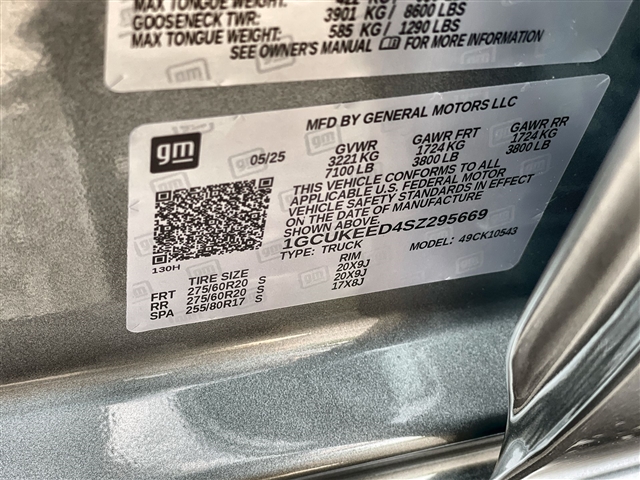 MAX TONGUE WEIGHT:
GOOSENECK TWR: 3901 KG / 8600 LBS
MAX TONGUE WEIGHT: 585 KG / 1290 LBS
SEE OWNER'S MANUAL FOR MORE INFORMATION
MFD BY GENERAL MOTORS LLC
gm
05/25
GVWR GAWR FRT GAWR RR
3221 KG 1724 KG 1724 KG
7100 LB 3800 LB 3800 LB
THIS VEHICLE CONFORMS TO ALL
APPLICABLE U.S. FEDERAL MOTOR
VEHICLE SAFETY STANDARDS IN EFFECT
ON THE DATE OF MANUFACTURE SHOWN ABOVE.
1GCUKEED4SZ295669
TYPE: TRUCK MODEL: 49CK10543
130H
TIRE SIZE RIM
FRT 275/60R20 S 20X9J
RR 275/60R20 S 20X9J
SPA 255/80R17 S 17X8J